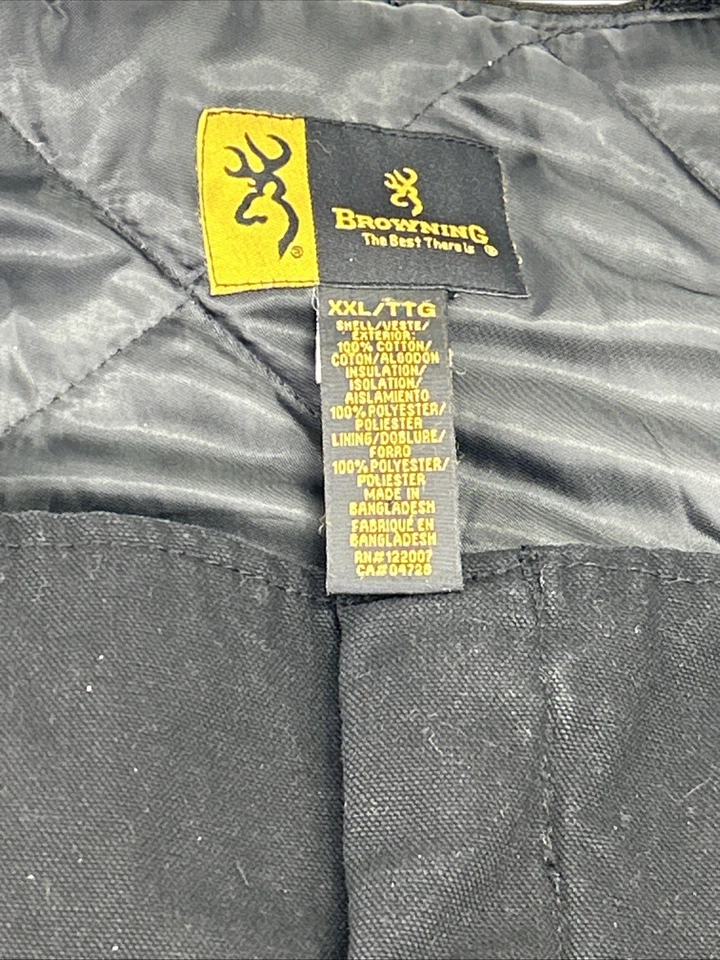 BROWNING
The Best There Is ®
®
XXL/TTG
SHELL/VESTE/
EXTERIOR:
100% COTTON/
COTON/ALGODON
INSULATION/
ISOLATION/
AISLAMIENTO
100% POLYESTER/
POLIESTER
LINING/DOBLURE/
FORRO
100% POLYESTER/
POLIESTER
MADE IN
BANGLADESH
FABRIQUÉ EN
BANGLADESH
RN#122007
CA# 04728